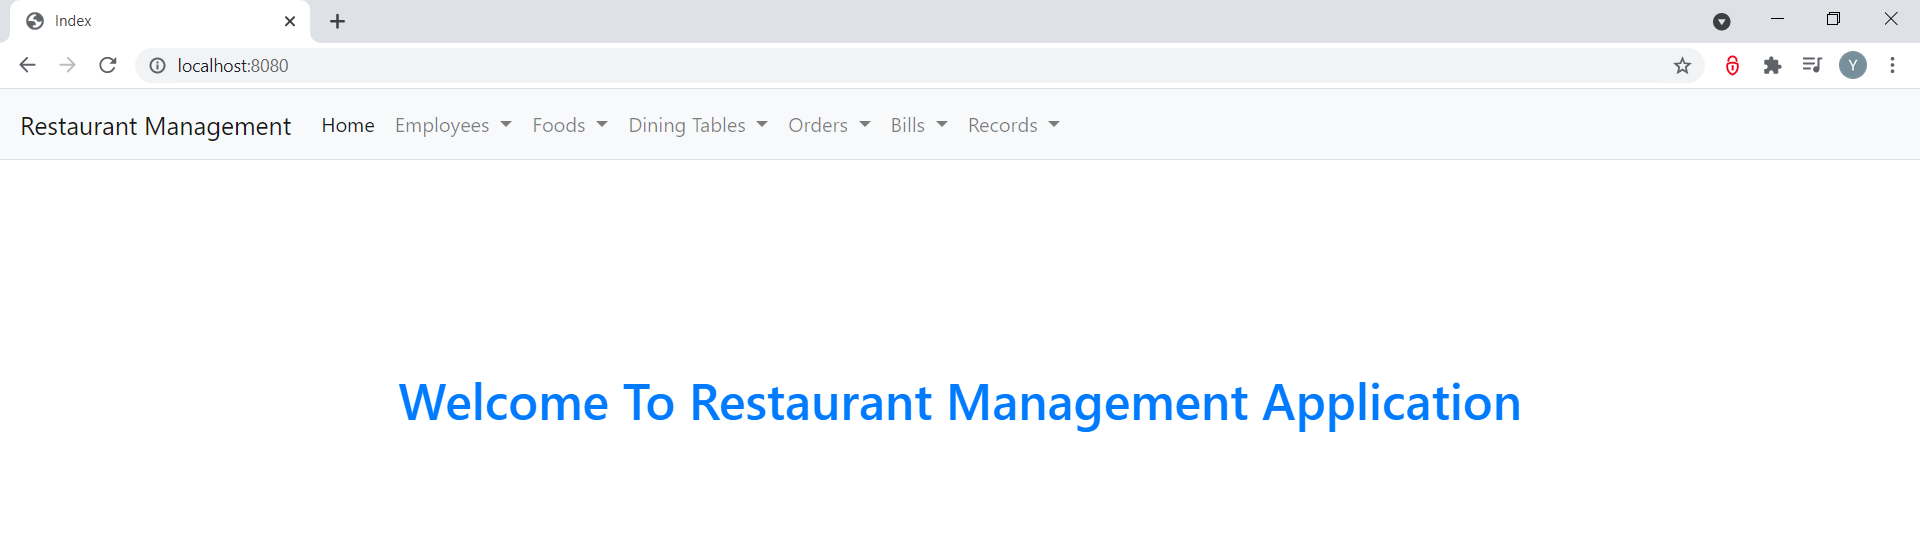 Index
localhost:8080
Y
Restaurant Management Home Employees Foods Dining Tables Orders Bills Records
Welcome To Restaurant Management Application